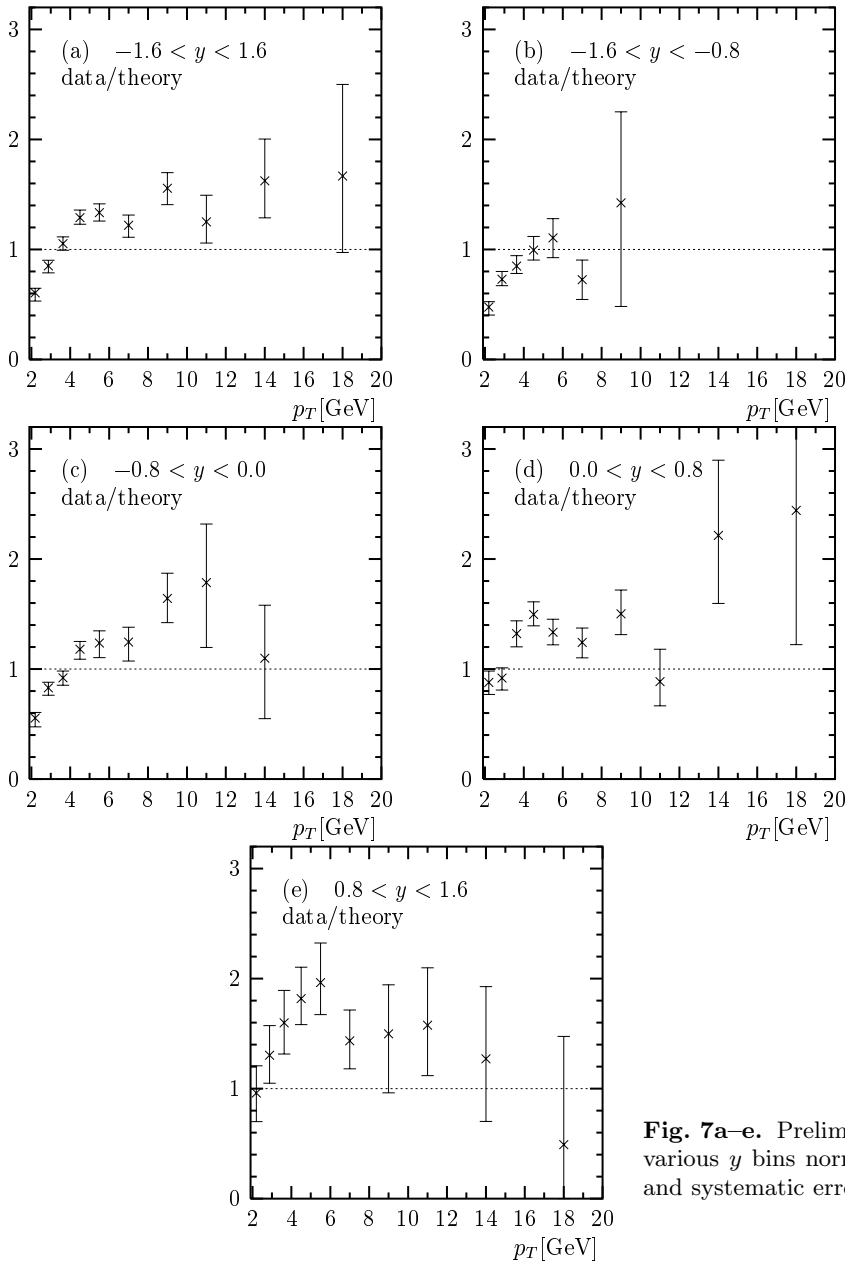 3
(a) −1.6 < y < 1.6
data/theory
2
1
0
2 4 6 8 10 12 14 16 18 20
p_T[GeV]
3
(b) −1.6 < y < −0.8
data/theory
2
1
0
2 4 6 8 10 12 14 16 18 20
p_T[GeV]
3
(c) −0.8 < y < 0.0
data/theory
2
1
0
2 4 6 8 10 12 14 16 18 20
p_T[GeV]
3
(d) 0.0 < y < 0.8
data/theory
2
1
0
2 4 6 8 10 12 14 16 18 20
p_T[GeV]
3
(e) 0.8 < y < 1.6
data/theory
2
1
0
2 4 6 8 10 12 14 16 18 20
p_T[GeV]
Fig. 7a–e. Prelim
various y bins norm
and systematic erro